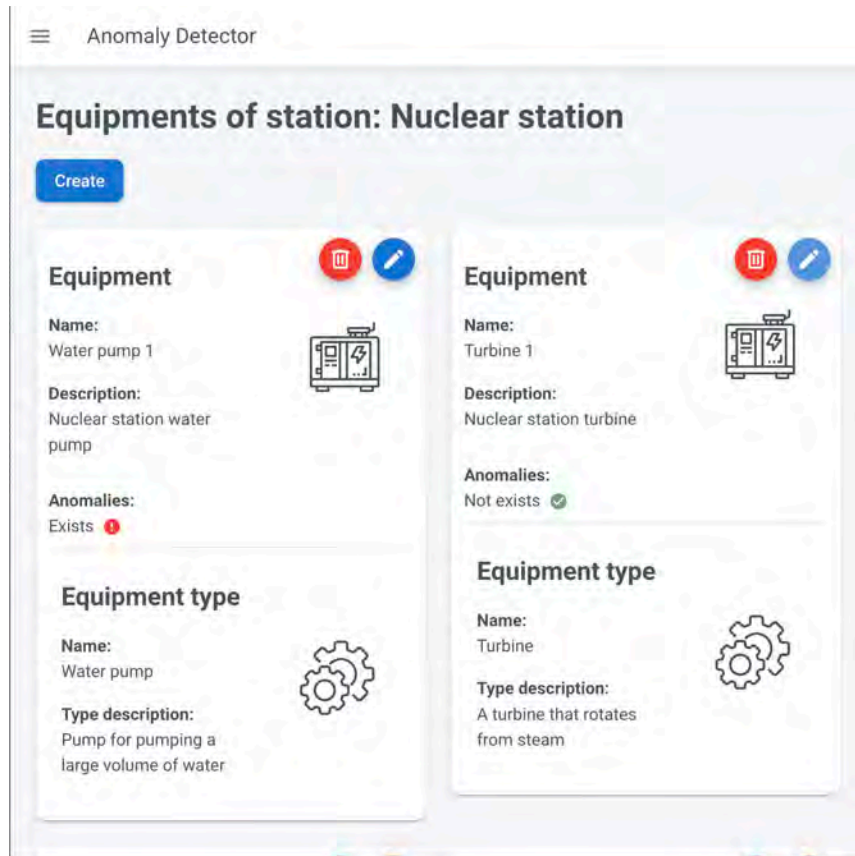 Anomaly Detector
Equipments of station: Nuclear station
Create
Equipment
Name:
Water pump 1
Description:
Nuclear station water
pump
Anomalies:
Exists
Equipment type
Name:
Water pump
Type description:
Pump for pumping a
large volume of water
Equipment
Name:
Turbine 1
Description:
Nuclear station turbine
Anomalies:
Not exists
Equipment type
Name:
Turbine
Type description:
A turbine that rotates
from steam